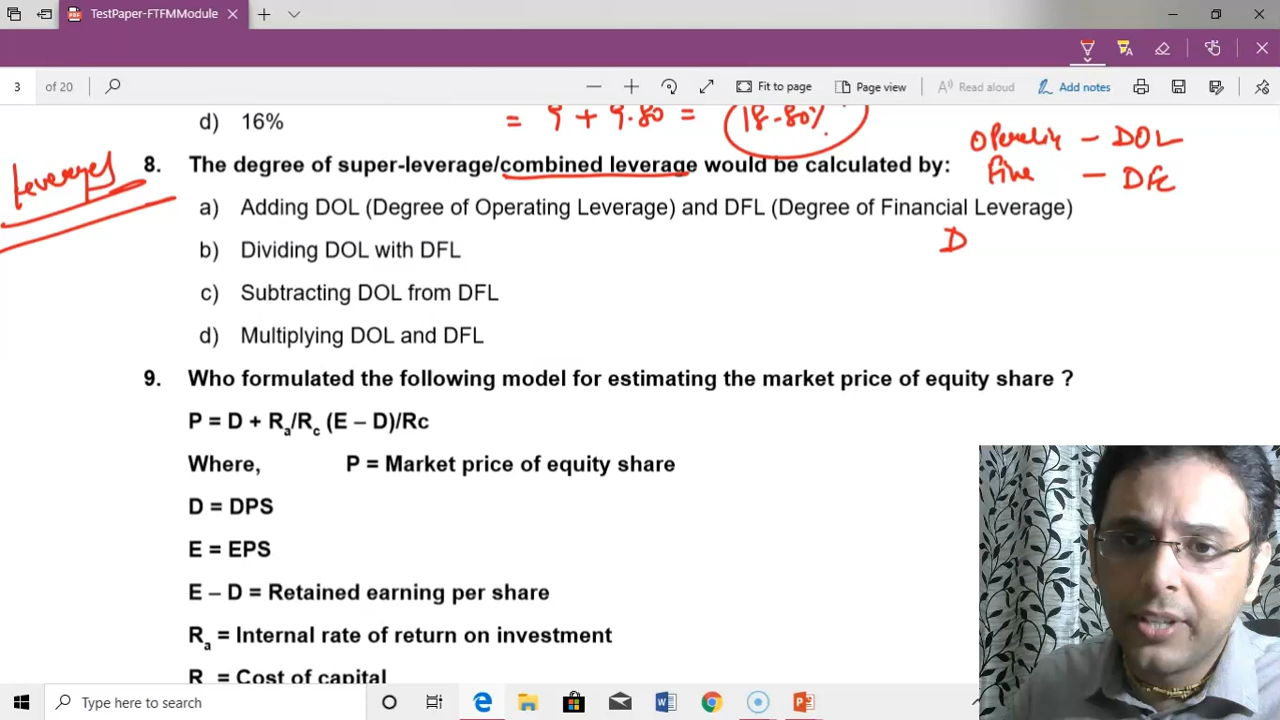 TestPaper-FTFMModule
3 of 20 Fit to page Page view Read aloud Add notes
d) 16%
= 9 + 9.80 = 18.80%
Leverages
Operating – DOL
Fine – DFL
8. The degree of super-leverage/combined leverage would be calculated by:
a) Adding DOL (Degree of Operating Leverage) and DFL (Degree of Financial Leverage)
D
b) Dividing DOL with DFL
c) Subtracting DOL from DFL
d) Multiplying DOL and DFL
9. Who formulated the following model for estimating the market price of equity share ?
P = D + Ra/Rc (E – D)/Rc
Where, P = Market price of equity share
D = DPS
E = EPS
E – D = Retained earning per share
Ra = Internal rate of return on investment
R = Cost of capital
Type here to search